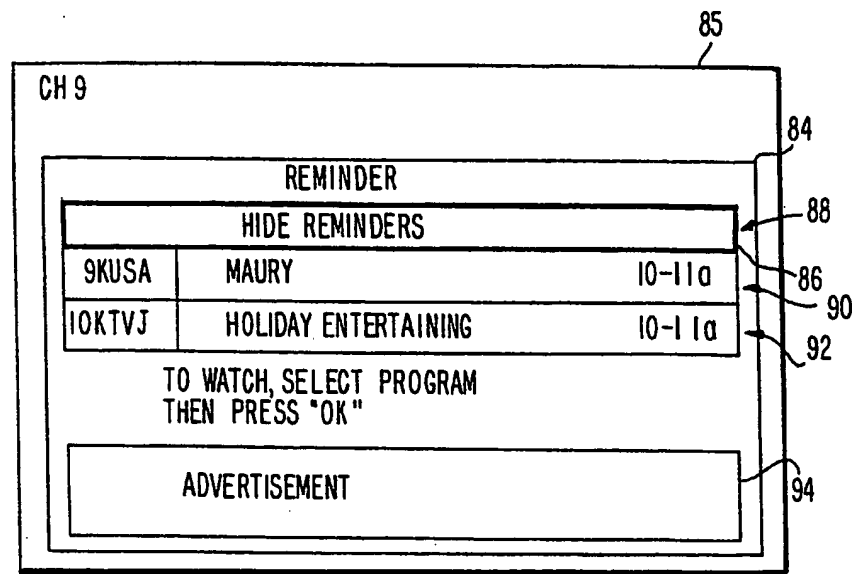 85
CH 9
84
REMINDER
HIDE REMINDERS
88
86
9KUSA MAURY 10-11a
90
10KTVJ HOLIDAY ENTERTAINING 10-11a
92
TO WATCH, SELECT PROGRAM
THEN PRESS "OK"
ADVERTISEMENT
94